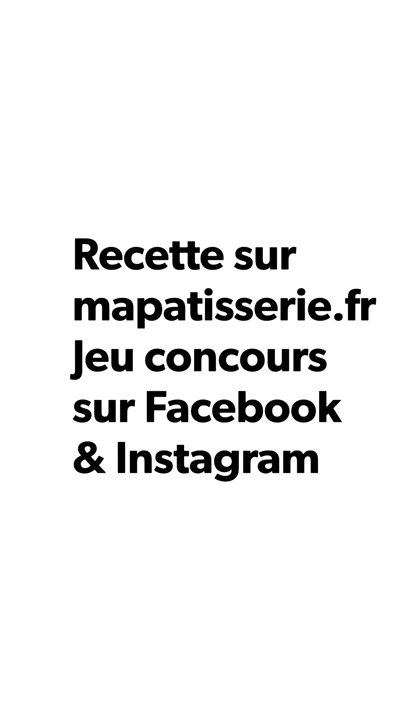 Recette sur
mapatisserie.fr
Jeu concours
sur Facebook
& Instagram